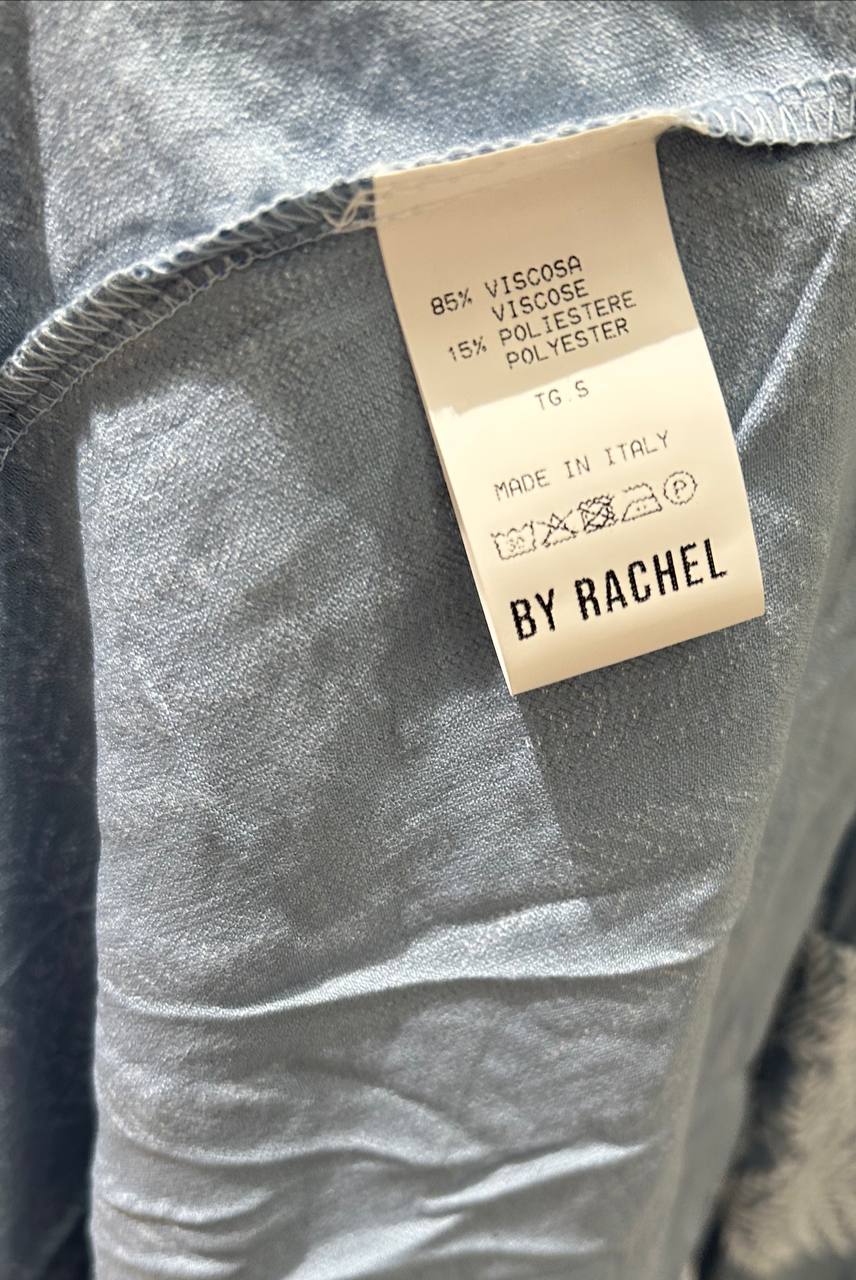 85% VISCOSA
VISCOSE
15% POLIESTERE
POLYESTER
TG.S
MADE IN ITALY
P
BY RACHEL